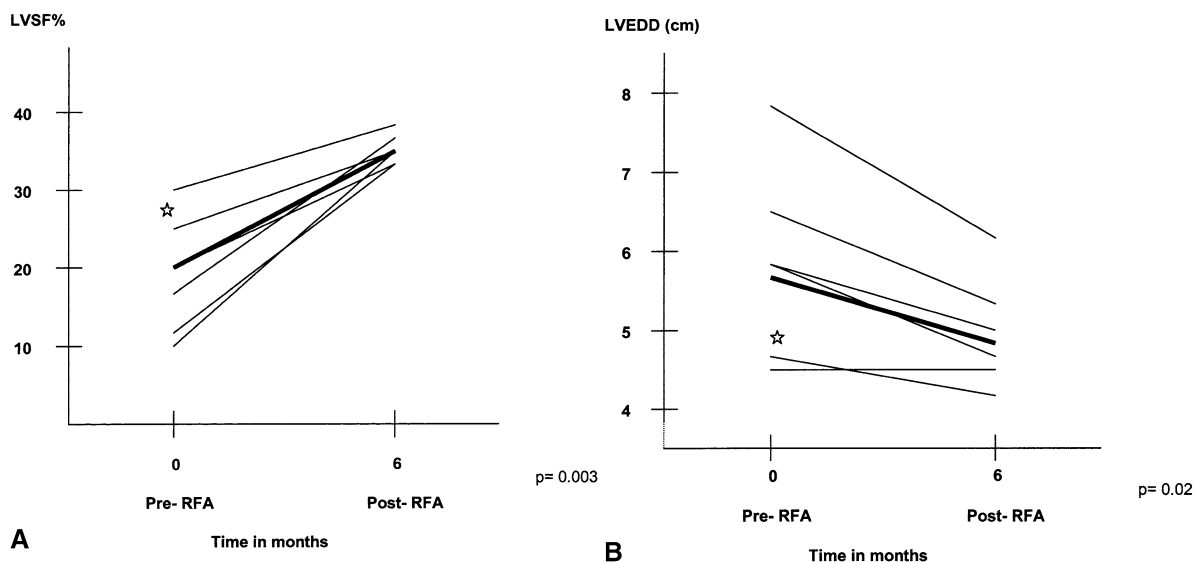 LVSF%
40
30
20
10
0
6
Pre- RFA
Post- RFA
Time in months
p= 0.003
A
LVEDD (cm)
8
7
6
5
4
0
6
Pre- RFA
Post- RFA
Time in months
p= 0.02
B